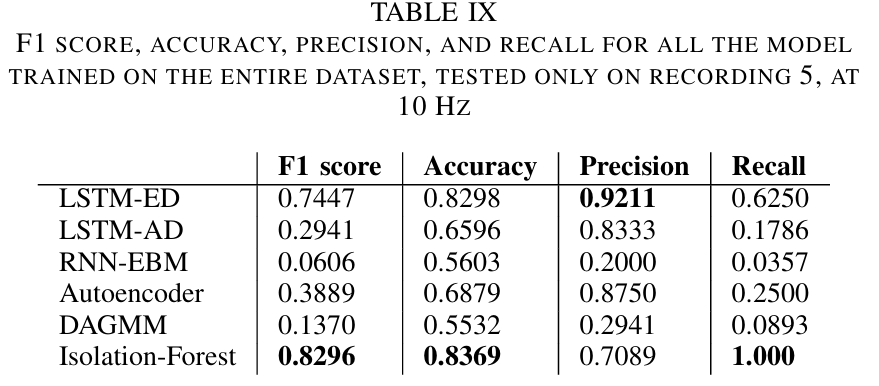 TABLE IX
F1 SCORE, ACCURACY, PRECISION, AND RECALL FOR ALL THE MODEL
TRAINED ON THE ENTIRE DATASET, TESTED ONLY ON RECORDING 5, AT
10 HZ
F1 score Accuracy Precision Recall
LSTM-ED 0.7447 0.8298 0.9211 0.6250
LSTM-AD 0.2941 0.6596 0.8333 0.1786
RNN-EBM 0.0606 0.5603 0.2000 0.0357
Autoencoder 0.3889 0.6879 0.8750 0.2500
DAGMM 0.1370 0.5532 0.2941 0.0893
Isolation-Forest 0.8296 0.8369 0.7089 1.000